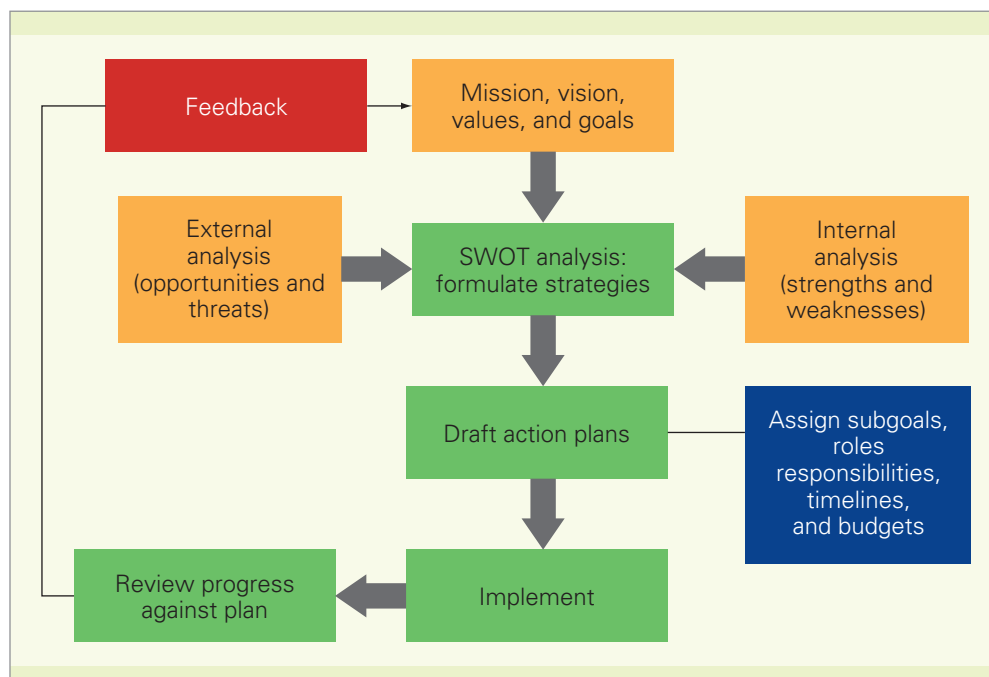 Feedback
Mission, vision,
values, and goals
External
analysis
(opportunities and
threats)
SWOT analysis:
formulate strategies
Internal
analysis
(strengths and
weaknesses)
Draft action plans
Assign subgoals,
roles
responsibilities,
timelines,
and budgets
Review progress
against plan
Implement